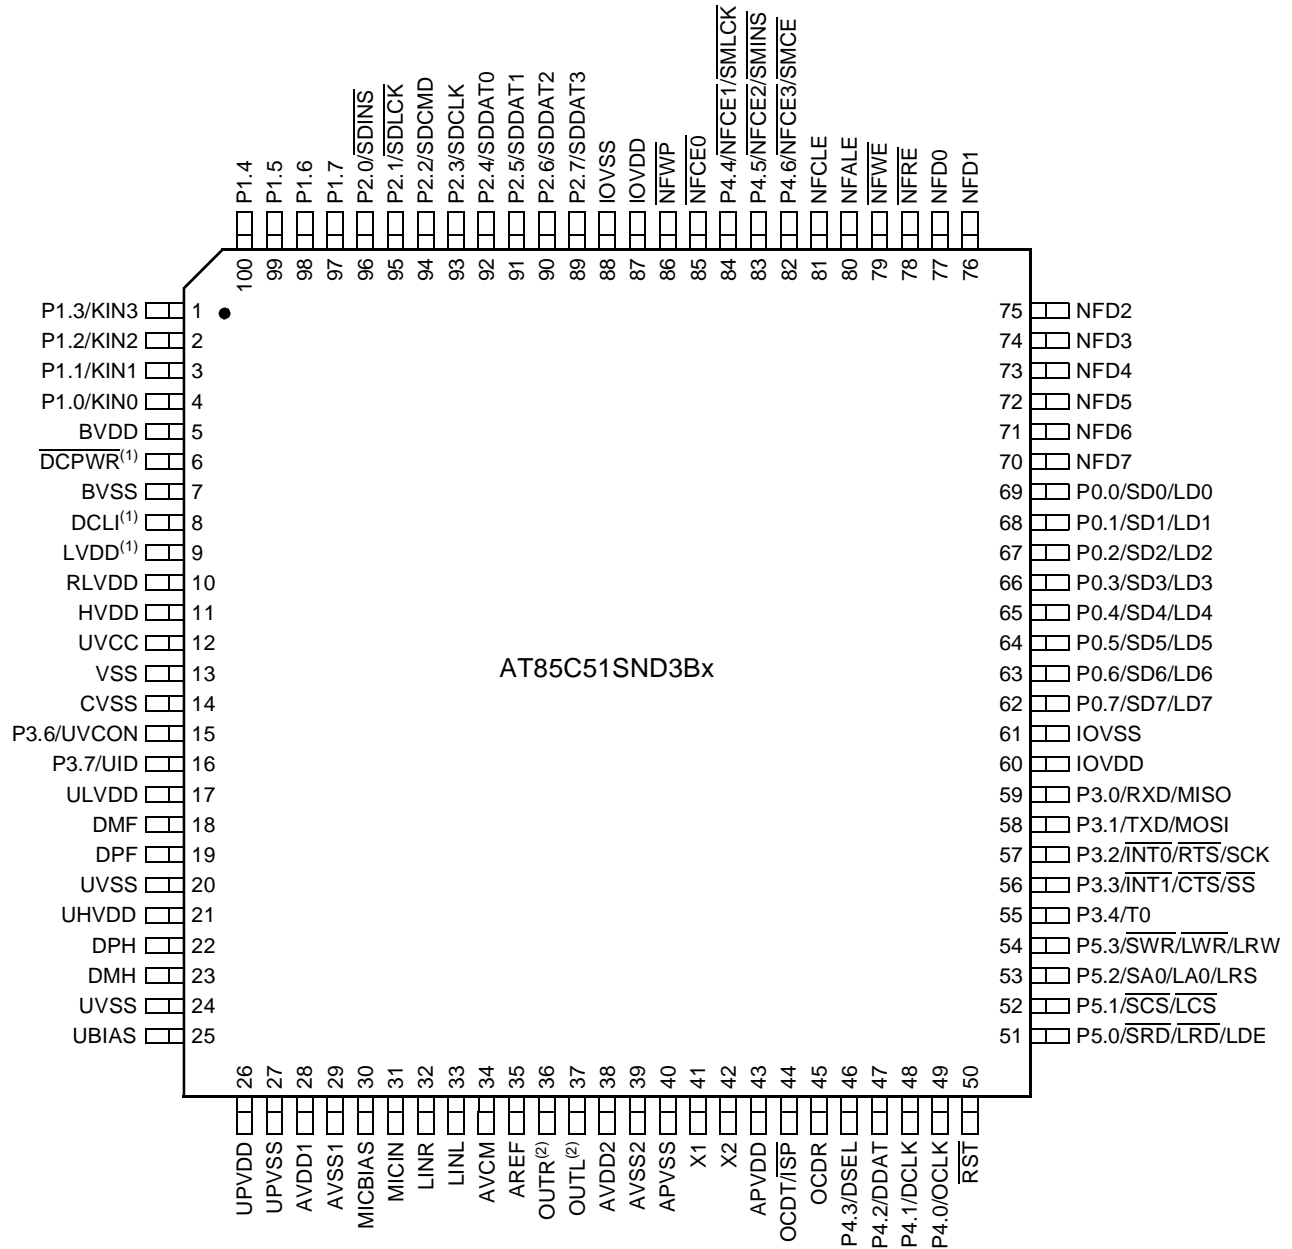 P1.4
P1.5
P1.6
P1.7
P2.0/SDINS
P2.1/SDLCK
P2.2/SDCMD
P2.3/SDCLK
P2.4/SDDAT0
P2.5/SDDAT1
P2.6/SDDAT2
P2.7/SDDAT3
IOVSS
IOVDD
NFWP
NFCE0
P4.4/NFCE1/SMLCK
P4.5/NFCE2/SMINS
P4.6/NFCE3/SMCE
NFCLE
NFALE
NFWE
NFRE
NFD0
NFD1
100 99 98 97 96 95 94 93 92 91 90 89 88 87 86 85 84 83 82 81 80 79 78 77 76
P1.3/KIN3 1
P1.2/KIN2 2
P1.1/KIN1 3
P1.0/KIN0 4
BVDD 5
DCPWR(1) 6
BVSS 7
DCLI(1) 8
LVDD(1) 9
RLVDD 10
HVDD 11
UVCC 12
VSS 13
CVSS 14
P3.6/UVCON 15
P3.7/UID 16
ULVDD 17
DMF 18
DPF 19
UVSS 20
UHVDD 21
DPH 22
DMH 23
UVSS 24
UBIAS 25
AT85C51SND3Bx
75 NFD2
74 NFD3
73 NFD4
72 NFD5
71 NFD6
70 NFD7
69 P0.0/SD0/LD0
68 P0.1/SD1/LD1
67 P0.2/SD2/LD2
66 P0.3/SD3/LD3
65 P0.4/SD4/LD4
64 P0.5/SD5/LD5
63 P0.6/SD6/LD6
62 P0.7/SD7/LD7
61 IOVSS
60 IOVDD
59 P3.0/RXD/MISO
58 P3.1/TXD/MOSI
57 P3.2/INT0/RTS/SCK
56 P3.3/INT1/CTS/SS
55 P3.4/T0
54 P5.3/SWR/LWR/LRW
53 P5.2/SA0/LA0/LRS
52 P5.1/SCS/LCS
51 P5.0/SRD/LRD/LDE
26 27 28 29 30 31 32 33 34 35 36 37 38 39 40 41 42 43 44 45 46 47 48 49 50
UPVDD
UPVSS
AVDD1
AVSS1
MICBIAS
MICIN
LINR
LINL
AVCM
AREF
OUTR(2)
OUTL(2)
AVDD2
AVSS2
APVSS
X1
X2
APVDD
OCDT/ISP
OCDR
P4.3/DSEL
P4.2/DDAT
P4.1/DCLK
P4.0/OCLK
RST